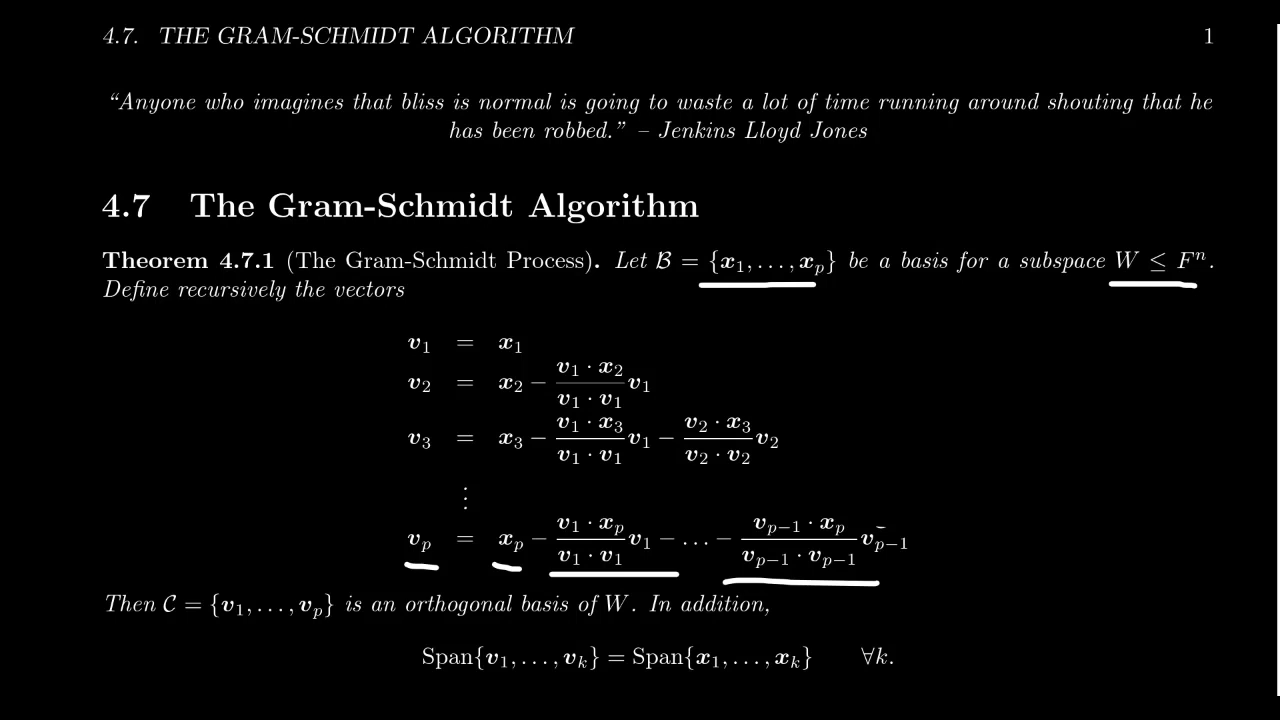 4.7. THE GRAM-SCHMIDT ALGORITHM 1
“Anyone who imagines that bliss is normal is going to waste a lot of time running around shouting that he
has been robbed.” – Jenkins Lloyd Jones
4.7 The Gram-Schmidt Algorithm
Theorem 4.7.1 (The Gram-Schmidt Process). Let ℬ = {x₁, …, xₚ} be a basis for a subspace W ≤ Fⁿ.
Define recursively the vectors
v₁ = x₁
v₂ = x₂ − (v₁ · x₂)/(v₁ · v₁) v₁
v₃ = x₃ − (v₁ · x₃)/(v₁ · v₁) v₁ − (v₂ · x₃)/(v₂ · v₂) v₂
⋮
vₚ = xₚ − (v₁ · xₚ)/(v₁ · v₁) v₁ − … − (vₚ₋₁ · xₚ)/(vₚ₋₁ · vₚ₋₁) vₚ₋₁
Then 𝒞 = {v₁, …, vₚ} is an orthogonal basis of W. In addition,
Span{v₁, …, vₖ} = Span{x₁, …, xₖ} ∀k.